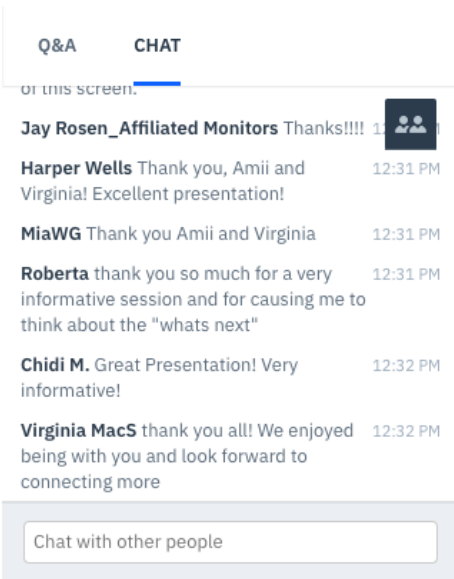 Q&A CHAT
of this screen.
Jay Rosen_Affiliated Monitors Thanks!!!!
Harper Wells Thank you, Amii and 12:31 PM
Virginia! Excellent presentation!
MiaWG Thank you Amii and Virginia 12:31 PM
Roberta thank you so much for a very 12:31 PM
informative session and for causing me to
think about the "whats next"
Chidi M. Great Presentation! Very 12:32 PM
informative!
Virginia MacS thank you all! We enjoyed 12:32 PM
being with you and look forward to
connecting more
Chat with other people